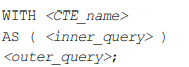 WITH <CTE_name>
AS ( <inner_query> )
<outer_query>;